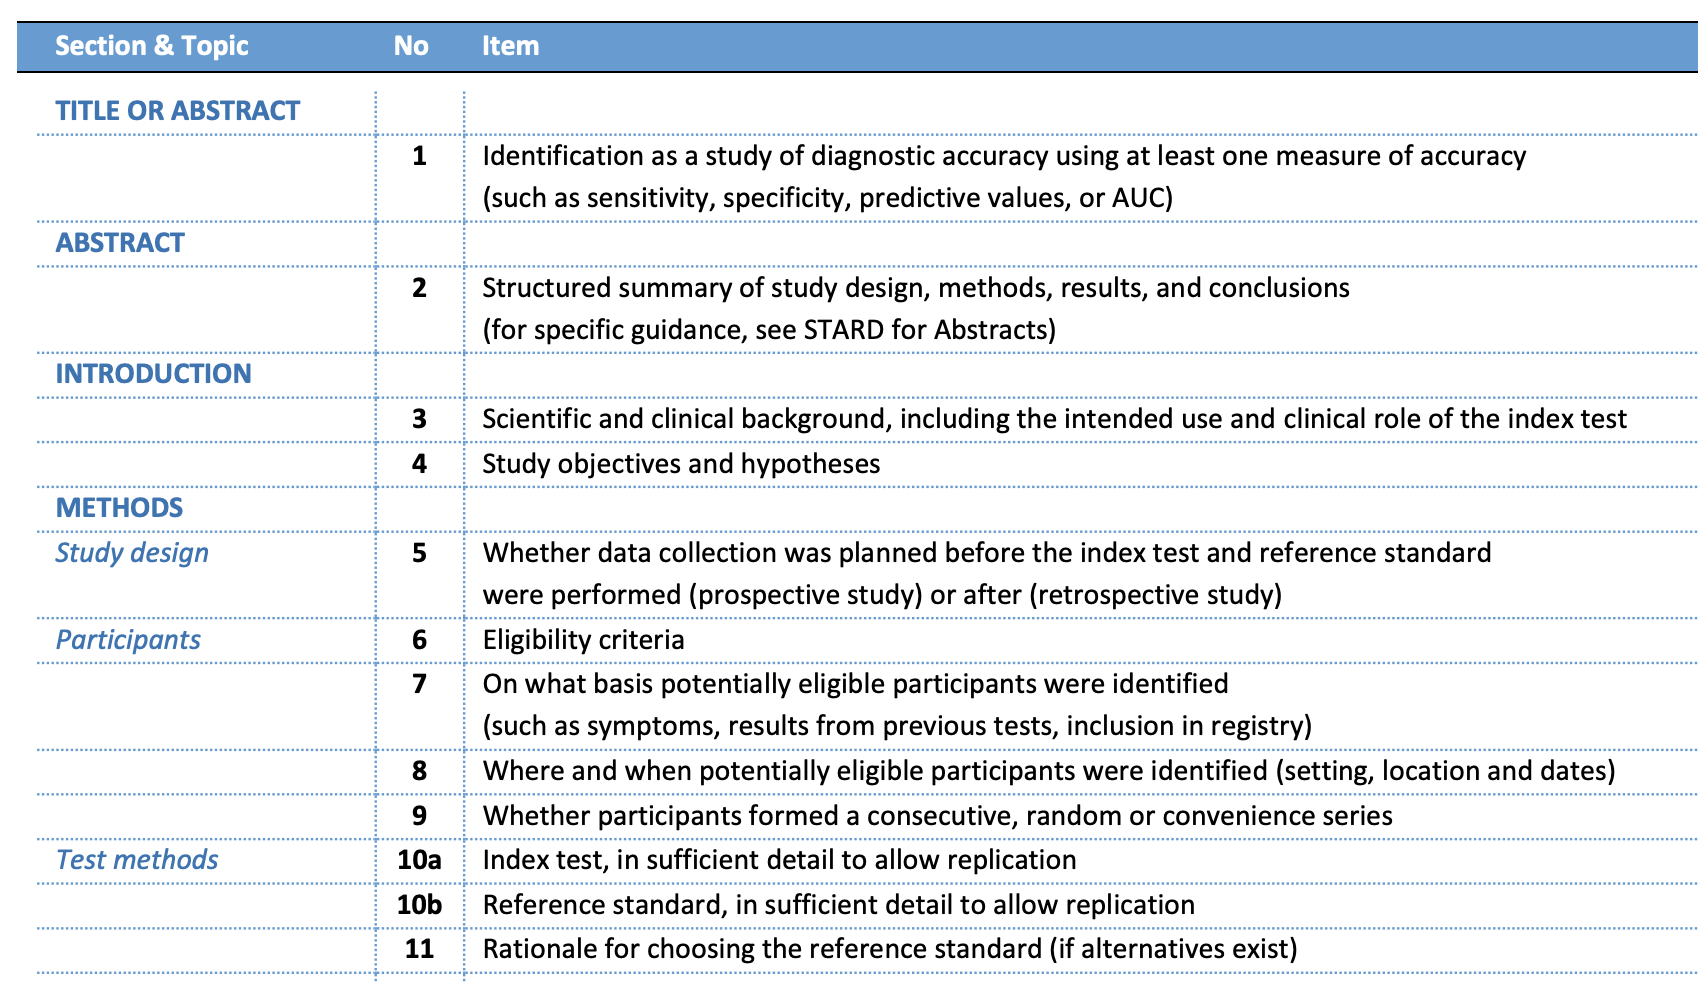 Section & Topic No Item
TITLE OR ABSTRACT
1 Identification as a study of diagnostic accuracy using at least one measure of accuracy
(such as sensitivity, specificity, predictive values, or AUC)
ABSTRACT
2 Structured summary of study design, methods, results, and conclusions
(for specific guidance, see STARD for Abstracts)
INTRODUCTION
3 Scientific and clinical background, including the intended use and clinical role of the index test
4 Study objectives and hypotheses
METHODS
Study design 5 Whether data collection was planned before the index test and reference standard
were performed (prospective study) or after (retrospective study)
Participants 6 Eligibility criteria
7 On what basis potentially eligible participants were identified
(such as symptoms, results from previous tests, inclusion in registry)
8 Where and when potentially eligible participants were identified (setting, location and dates)
9 Whether participants formed a consecutive, random or convenience series
Test methods 10a Index test, in sufficient detail to allow replication
10b Reference standard, in sufficient detail to allow replication
11 Rationale for choosing the reference standard (if alternatives exist)